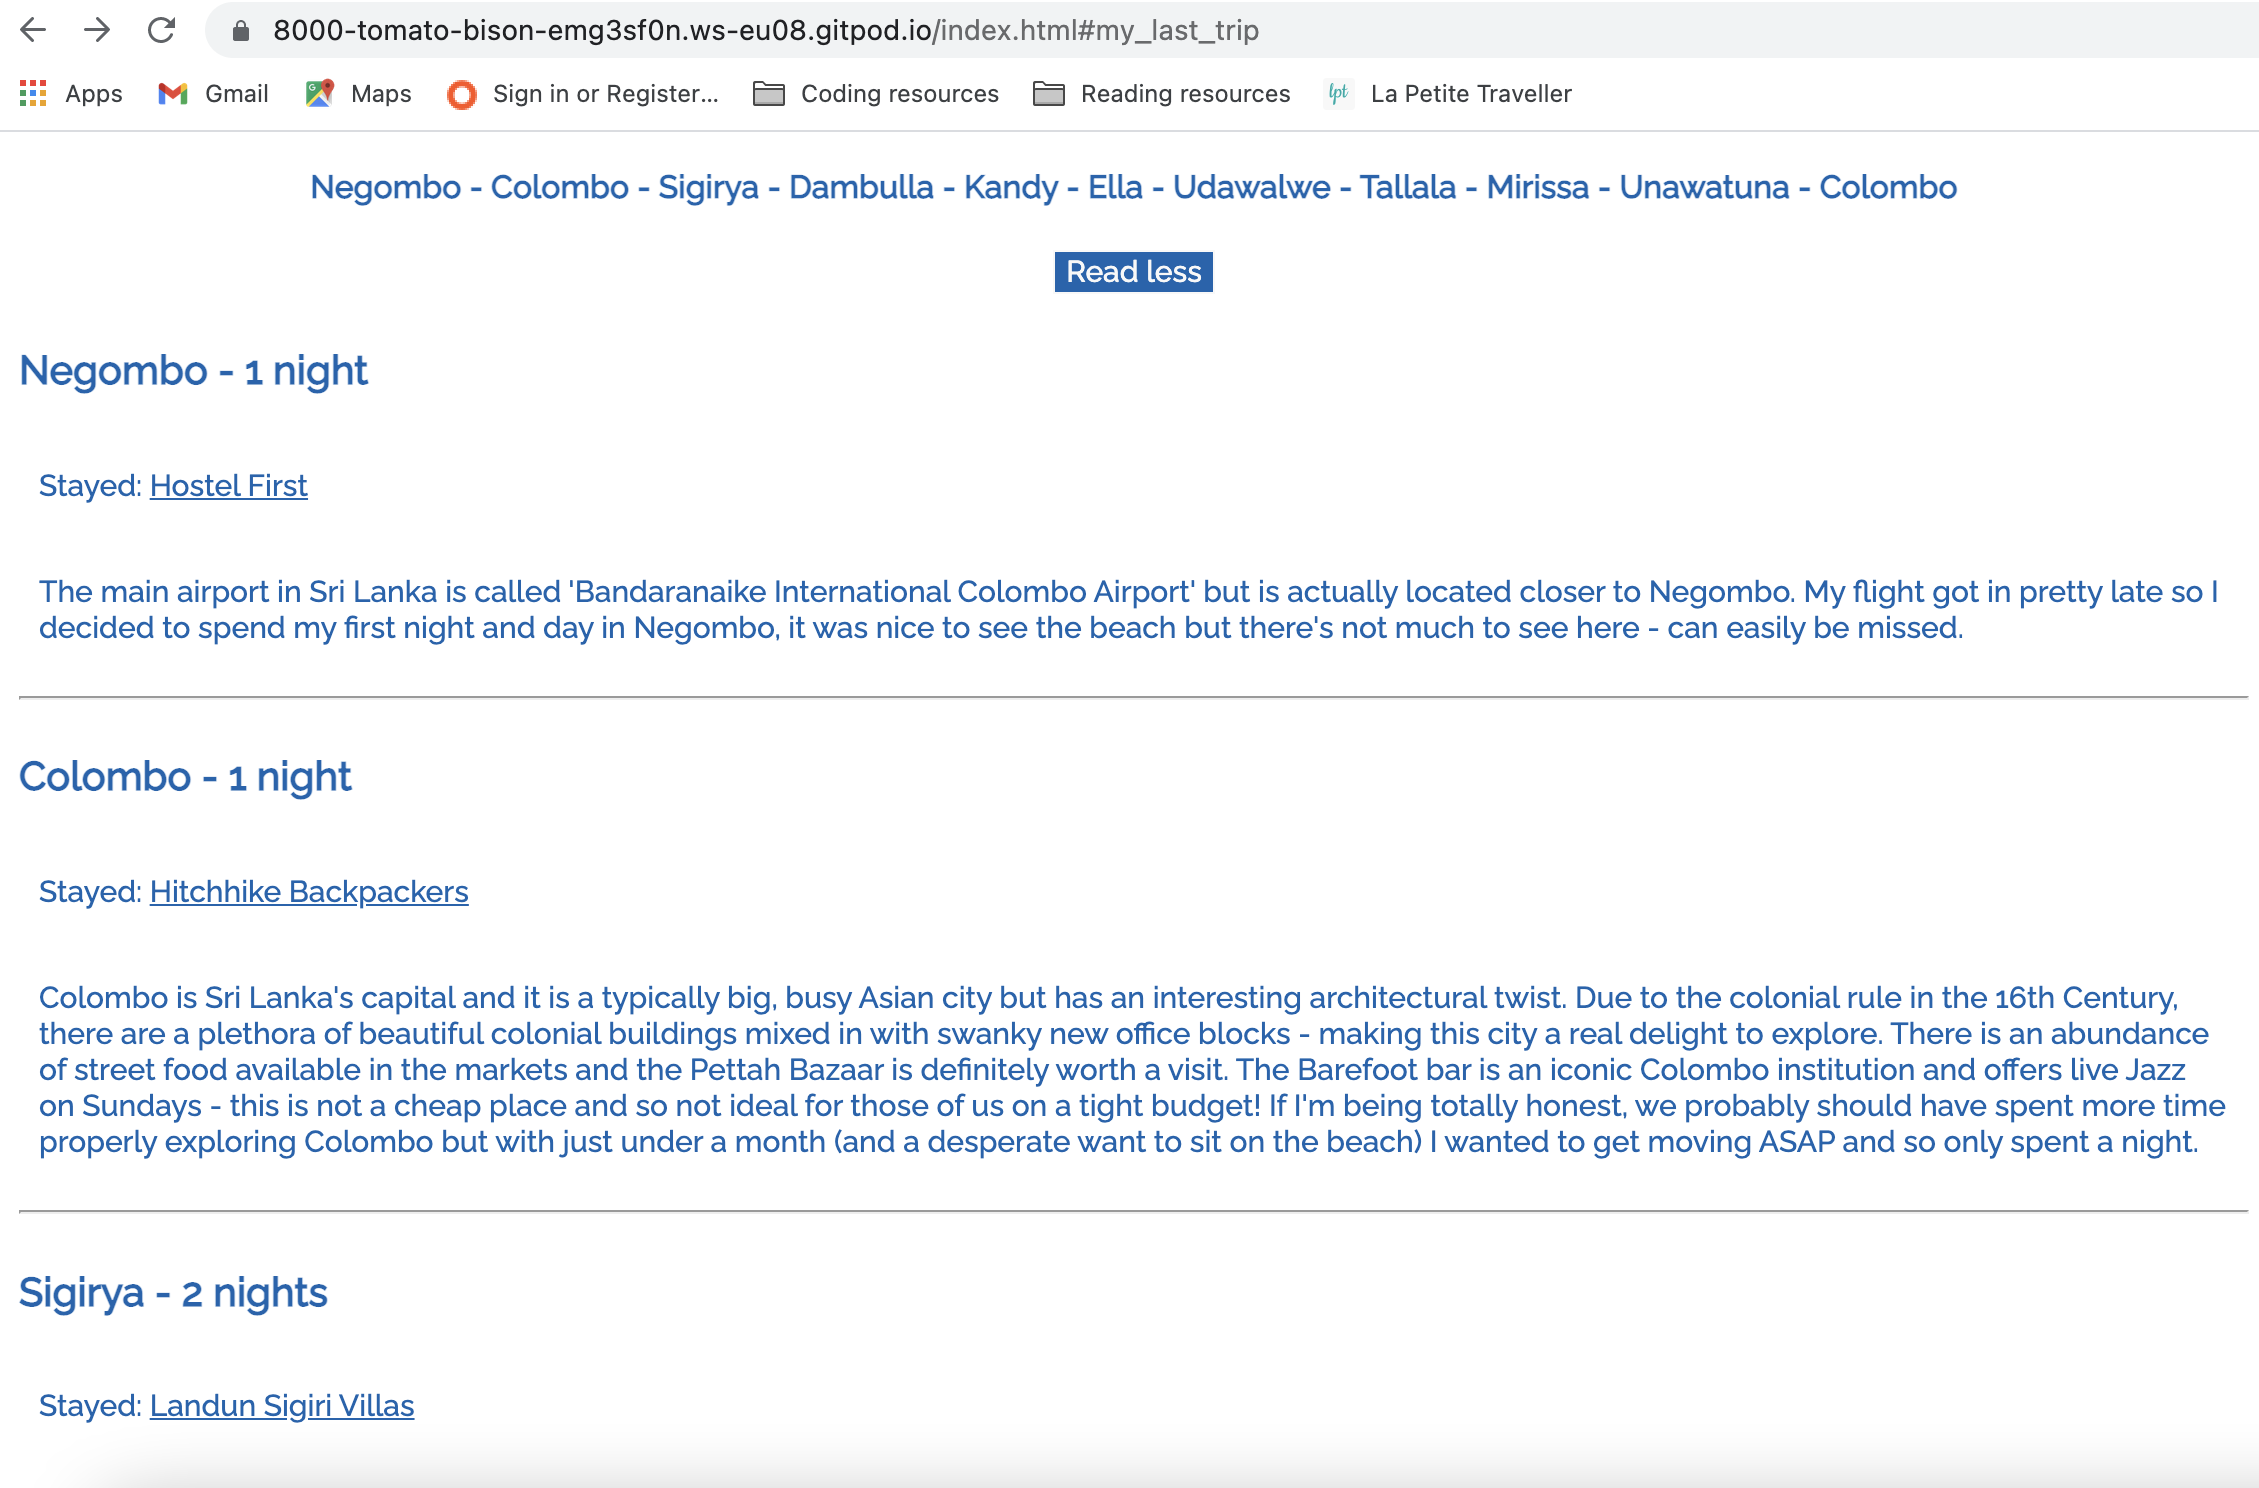 8000-tomato-bison-emg3sf0n.ws-eu08.gitpod.io/index.html#my_last_trip
Apps Gmail Maps Sign in or Register... Coding resources Reading resources lpt La Petite Traveller
Negombo - Colombo - Sigirya - Dambulla - Kandy - Ella - Udawalwe - Tallala - Mirissa - Unawatuna - Colombo
Read less
Negombo - 1 night
Stayed: Hostel First
The main airport in Sri Lanka is called 'Bandaranaike International Colombo Airport' but is actually located closer to Negombo. My flight got in pretty late so I
decided to spend my first night and day in Negombo, it was nice to see the beach but there's not much to see here - can easily be missed.
Colombo - 1 night
Stayed: Hitchhike Backpackers
Colombo is Sri Lanka's capital and it is a typically big, busy Asian city but has an interesting architectural twist. Due to the colonial rule in the 16th Century,
there are a plethora of beautiful colonial buildings mixed in with swanky new office blocks - making this city a real delight to explore. There is an abundance
of street food available in the markets and the Pettah Bazaar is definitely worth a visit. The Barefoot bar is an iconic Colombo institution and offers live Jazz
on Sundays - this is not a cheap place and so not ideal for those of us on a tight budget! If I'm being totally honest, we probably should have spent more time
properly exploring Colombo but with just under a month (and a desperate want to sit on the beach) I wanted to get moving ASAP and so only spent a night.
Sigirya - 2 nights
Stayed: Landun Sigiri Villas